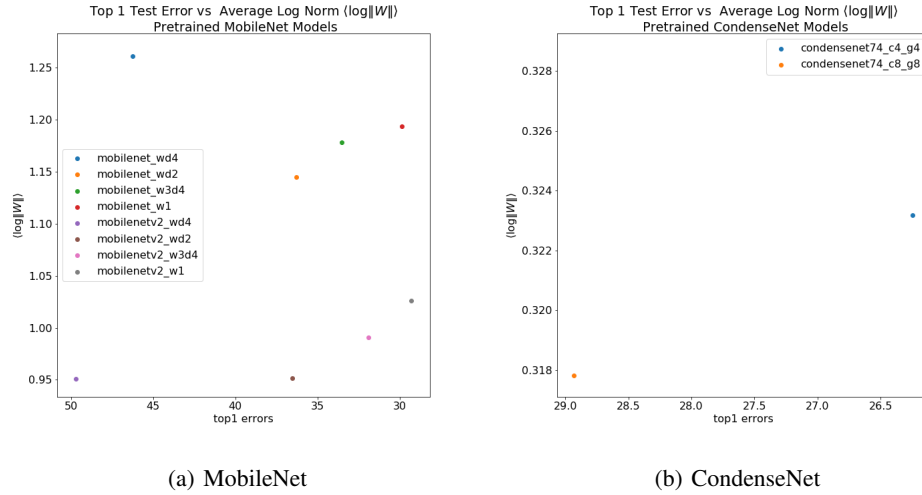 Top 1 Test Error vs  Average Log Norm ⟨log‖W‖⟩
Pretrained MobileNet Models
1.25
1.20
1.15
1.10
1.05
1.00
0.95
⟨log‖W‖⟩
mobilenet_wd4
mobilenet_wd2
mobilenet_w3d4
mobilenet_w1
mobilenetv2_wd4
mobilenetv2_wd2
mobilenetv2_w3d4
mobilenetv2_w1
50 45 40 35 30
top1 errors
(a) MobileNet
Top 1 Test Error vs  Average Log Norm ⟨log‖W‖⟩
Pretrained CondenseNet Models
0.328
0.326
0.324
0.322
0.320
0.318
⟨log‖W‖⟩
condensenet74_c4_g4
condensenet74_c8_g8
29.0 28.5 28.0 27.5 27.0 26.5
top1 errors
(b) CondenseNet